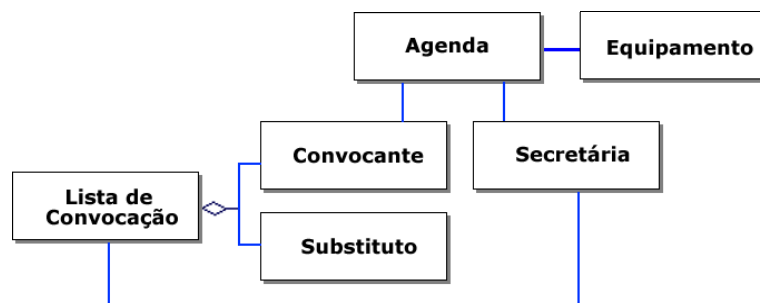 Agenda
Equipamento
Convocante
Secretária
Lista de
Convocação
Substituto